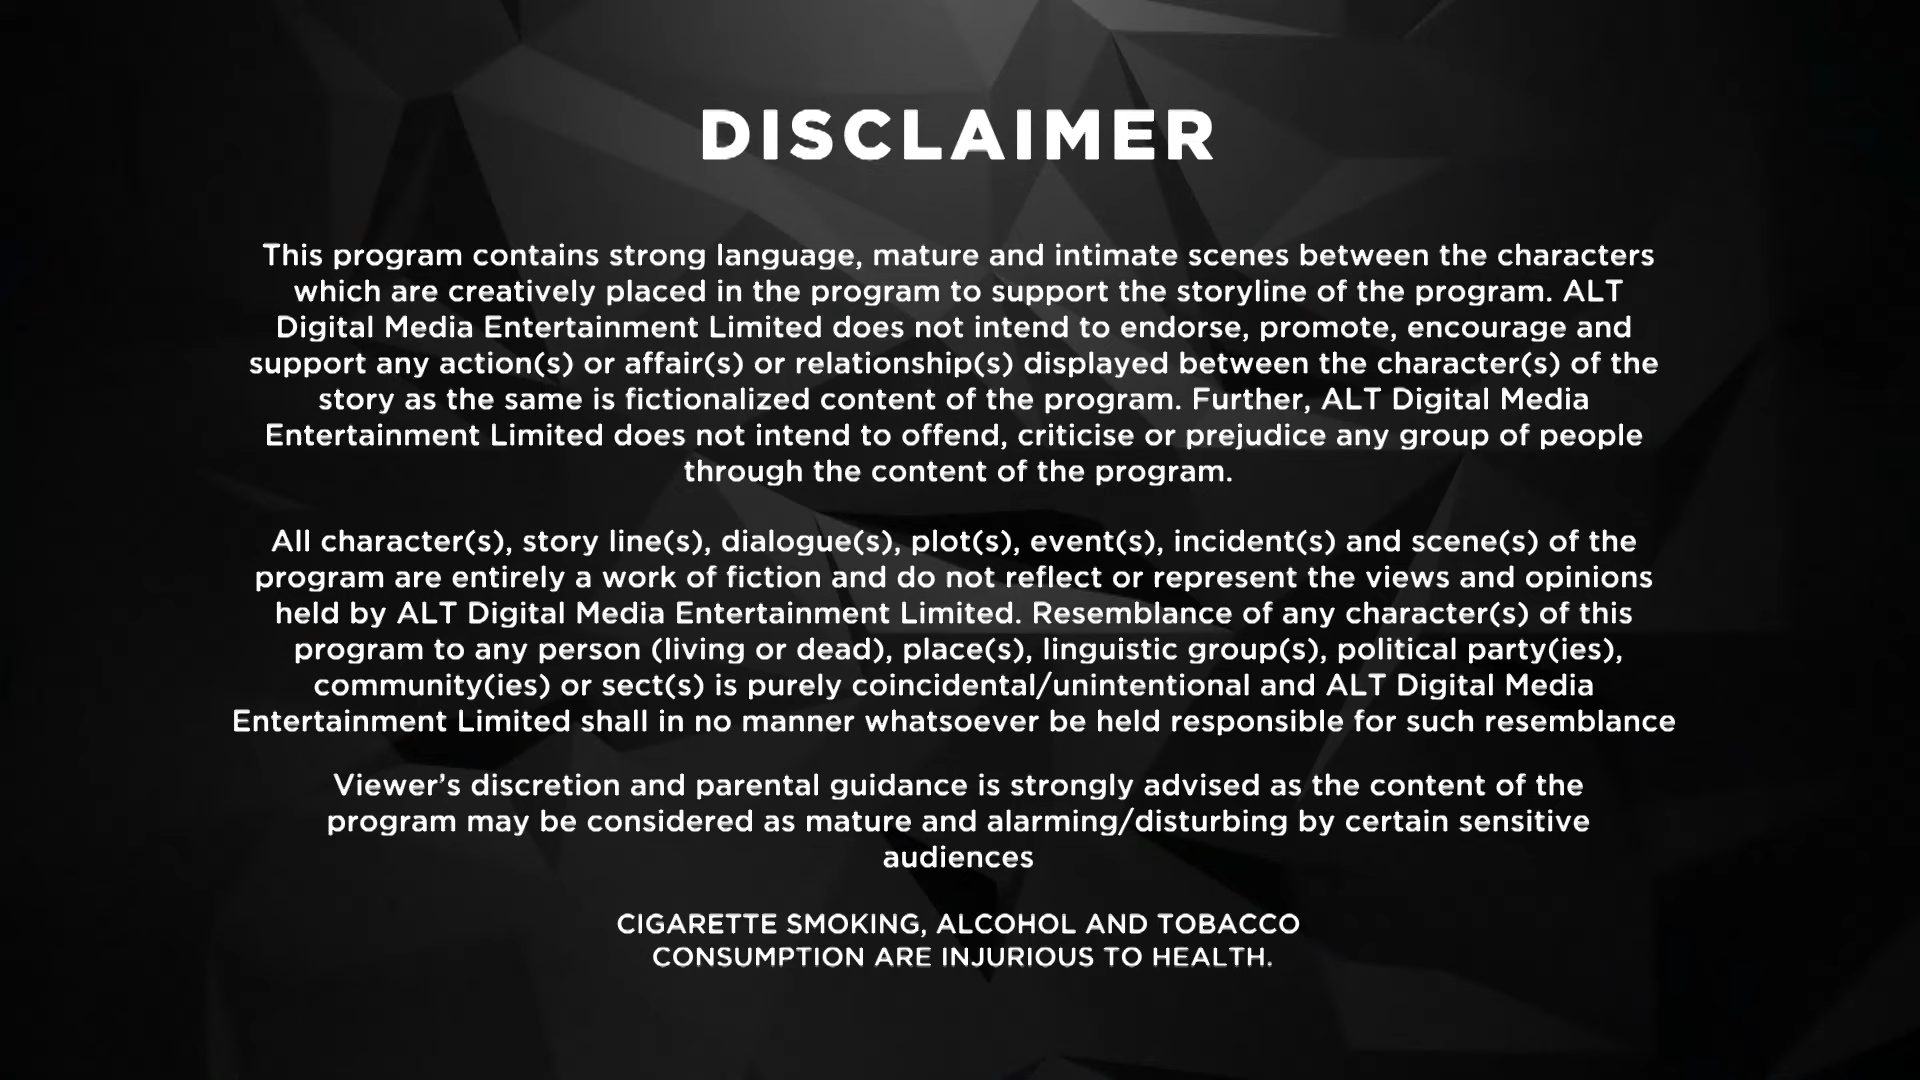 DISCLAIMER
This program contains strong language, mature and intimate scenes between the characters
which are creatively placed in the program to support the storyline of the program. ALT
Digital Media Entertainment Limited does not intend to endorse, promote, encourage and
support any action(s) or affair(s) or relationship(s) displayed between the character(s) of the
story as the same is fictionalized content of the program. Further, ALT Digital Media
Entertainment Limited does not intend to offend, criticise or prejudice any group of people
through the content of the program.
All character(s), story line(s), dialogue(s), plot(s), event(s), incident(s) and scene(s) of the
program are entirely a work of fiction and do not reflect or represent the views and opinions
held by ALT Digital Media Entertainment Limited. Resemblance of any character(s) of this
program to any person (living or dead), place(s), linguistic group(s), political party(ies),
community(ies) or sect(s) is purely coincidental/unintentional and ALT Digital Media
Entertainment Limited shall in no manner whatsoever be held responsible for such resemblance
Viewer’s discretion and parental guidance is strongly advised as the content of the
program may be considered as mature and alarming/disturbing by certain sensitive
audiences
CIGARETTE SMOKING, ALCOHOL AND TOBACCO
CONSUMPTION ARE INJURIOUS TO HEALTH.